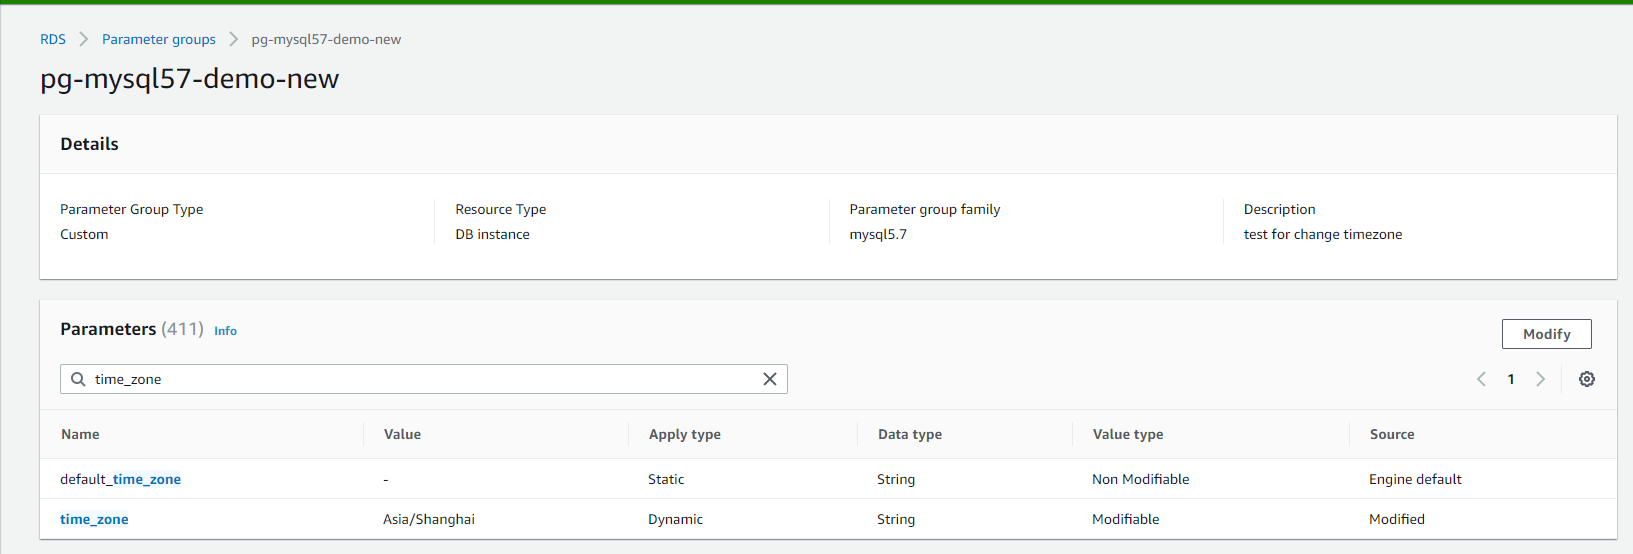 RDS > Parameter groups > pg-mysql57-demo-new
pg-mysql57-demo-new
Details
Parameter Group Type Resource Type Parameter group family Description
Custom DB instance mysql5.7 test for change timezone
Parameters (411) Info
Modify
time_zone
1
Name Value Apply type Data type Value type Source
default_time_zone - Static String Non Modifiable Engine default
time_zone Asia/Shanghai Dynamic String Modifiable Modified